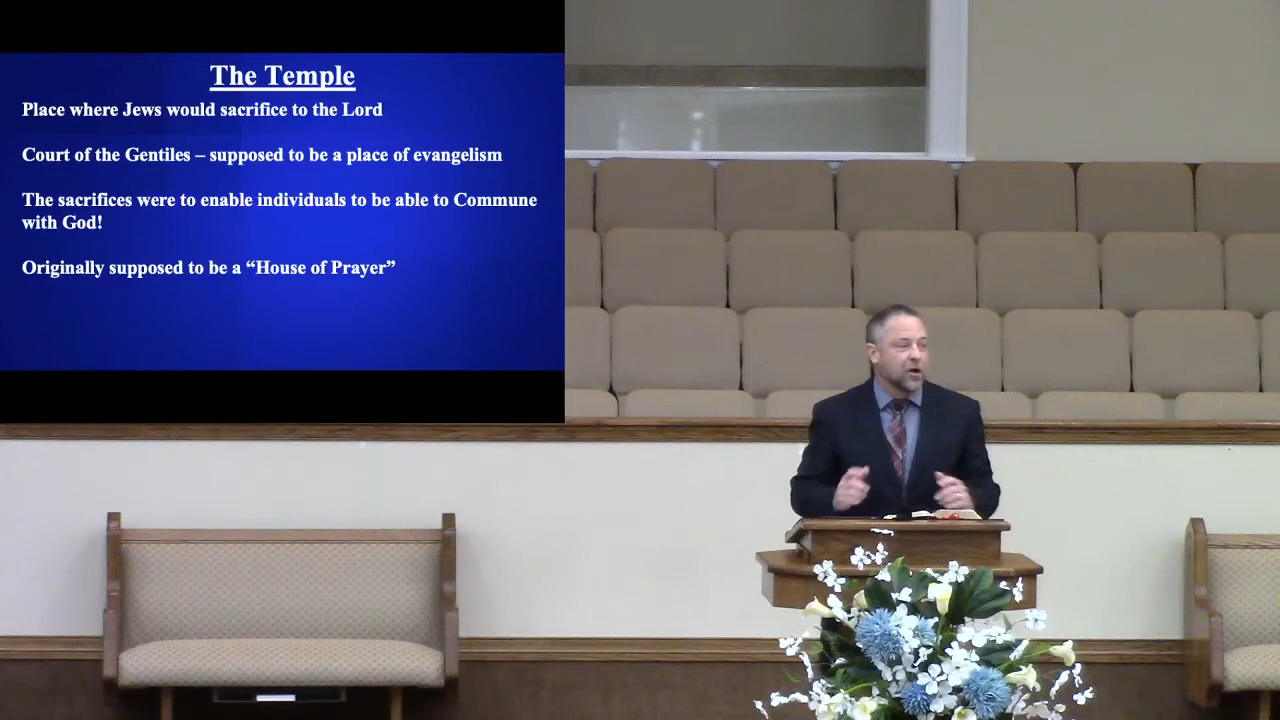 The Temple
Place where Jews would sacrifice to the Lord
Court of the Gentiles – supposed to be a place of evangelism
The sacrifices were to enable individuals to be able to Commune
with God!
Originally supposed to be a “House of Prayer”